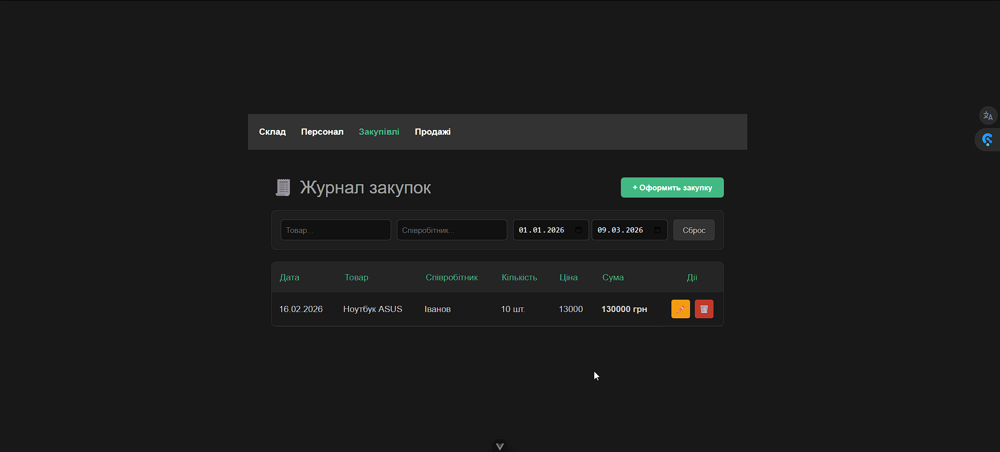 Склад Персонал Закупівлі Продажі
Журнал закупок
+ Оформить закупку
Товар... Співробітник... 01.01.2026 09.03.2026 Сброс
Дата Товар Співробітник Кількість Ціна Сума Дії
16.02.2026 Ноутбук ASUS Іванов 10 шт. 13000 130000 грн